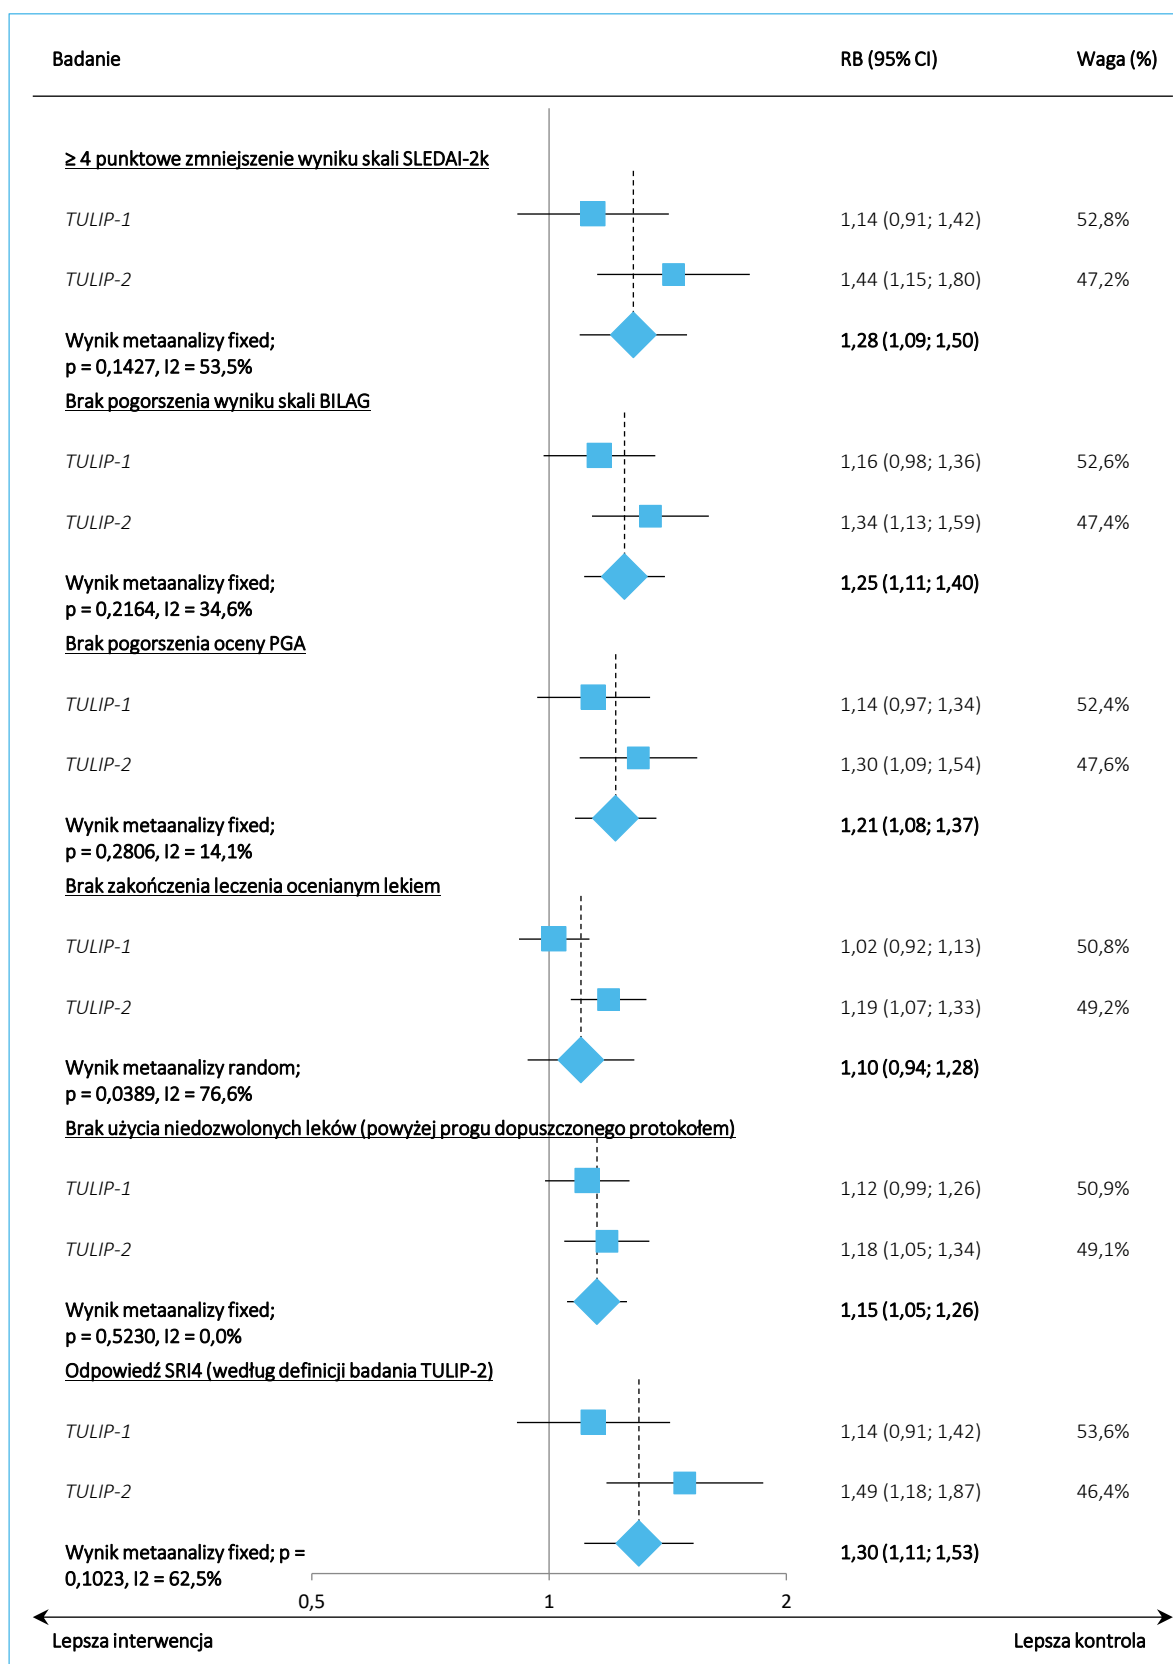 Badanie RB (95% CI) Waga (%)
≥ 4 punktowe zmniejszenie wyniku skali SLEDAI-2k
TULIP-1 1,14 (0,91; 1,42) 52,8%
TULIP-2 1,44 (1,15; 1,80) 47,2%
Wynik metaanalizy fixed; 1,28 (1,09; 1,50)
p = 0,1427, I2 = 53,5%
Brak pogorszenia wyniku skali BILAG
TULIP-1 1,16 (0,98; 1,36) 52,6%
TULIP-2 1,34 (1,13; 1,59) 47,4%
Wynik metaanalizy fixed; 1,25 (1,11; 1,40)
p = 0,2164, I2 = 34,6%
Brak pogorszenia oceny PGA
TULIP-1 1,14 (0,97; 1,34) 52,4%
TULIP-2 1,30 (1,09; 1,54) 47,6%
Wynik metaanalizy fixed; 1,21 (1,08; 1,37)
p = 0,2806, I2 = 14,1%
Brak zakończenia leczenia ocenianym lekiem
TULIP-1 1,02 (0,92; 1,13) 50,8%
TULIP-2 1,19 (1,07; 1,33) 49,2%
Wynik metaanalizy random; 1,10 (0,94; 1,28)
p = 0,0389, I2 = 76,6%
Brak użycia niedozwolonych leków (powyżej progu dopuszczonego protokołem)
TULIP-1 1,12 (0,99; 1,26) 50,9%
TULIP-2 1,18 (1,05; 1,34) 49,1%
Wynik metaanalizy fixed; 1,15 (1,05; 1,26)
p = 0,5230, I2 = 0,0%
Odpowiedź SRI4 (według definicji badania TULIP-2)
TULIP-1 1,14 (0,91; 1,42) 53,6%
TULIP-2 1,49 (1,18; 1,87) 46,4%
Wynik metaanalizy fixed; p = 1,30 (1,11; 1,53)
0,1023, I2 = 62,5%
0,5 1 2
Lepsza interwencja Lepsza kontrola